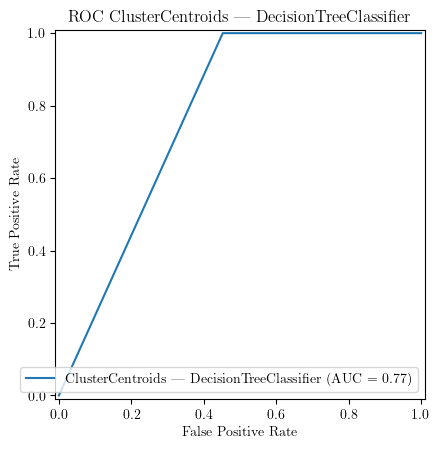 ROC ClusterCentroids — DecisionTreeClassifier
1.0
0.8
0.6
0.4
0.2
0.0
True Positive Rate
ClusterCentroids — DecisionTreeClassifier (AUC = 0.77)
0.0 0.2 0.4 0.6 0.8 1.0
False Positive Rate